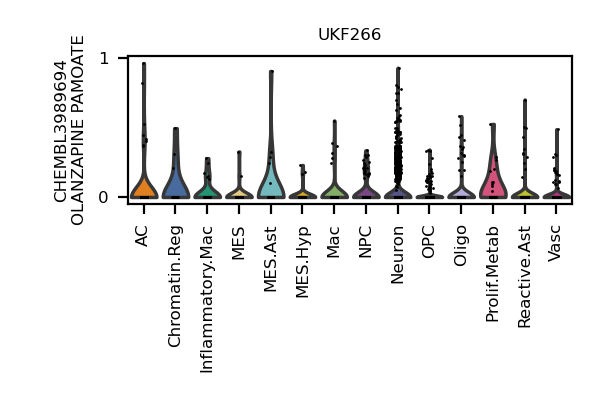 UKF266
CHEMBL3989694
OLANZAPINE PAMOATE
1
0
AC
Chromatin.Reg
Inflammatory.Mac
MES
MES.Ast
MES.Hyp
Mac
NPC
Neuron
OPC
Oligo
Prolif.Metab
Reactive.Ast
Vasc